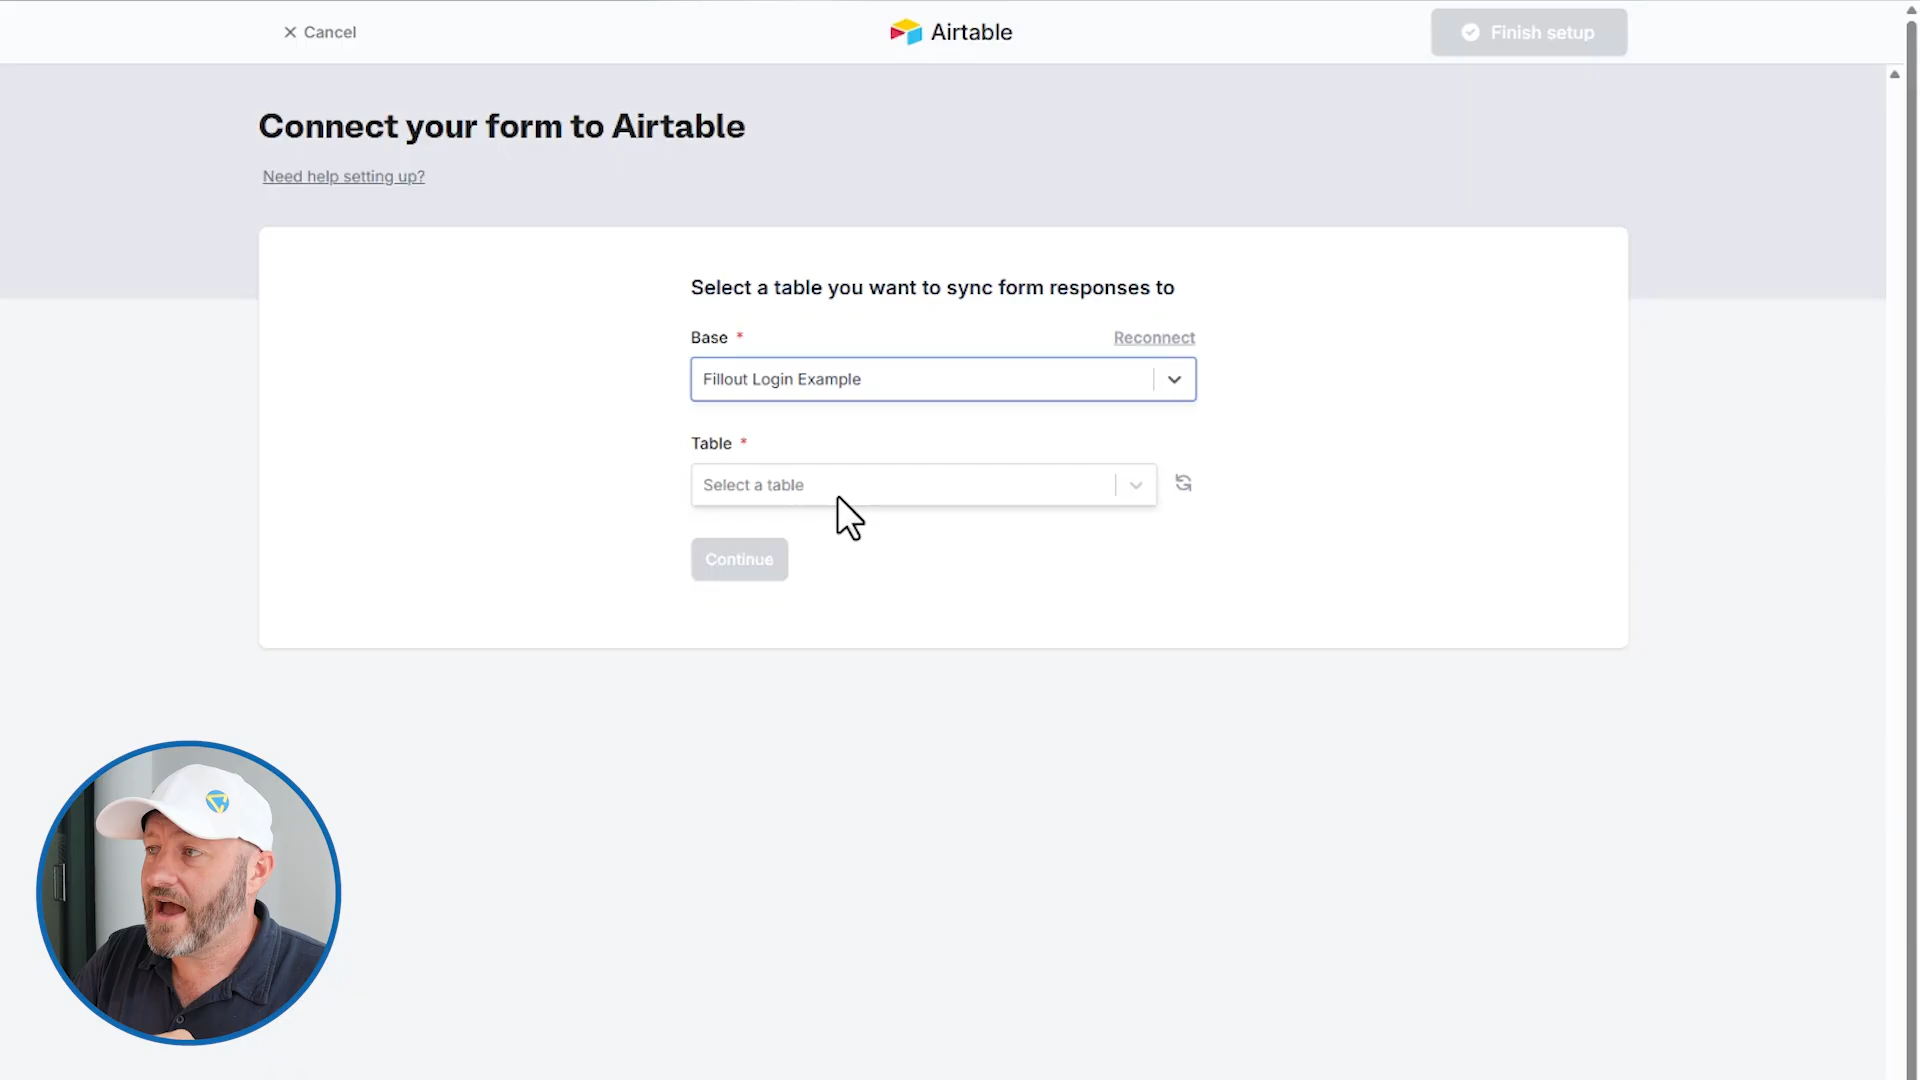 Cancel
Airtable
Finish setup
Connect your form to Airtable
Need help setting up?
Select a table you want to sync form responses to
Base *
Reconnect
Fillout Login Example
Table *
Select a table
Continue